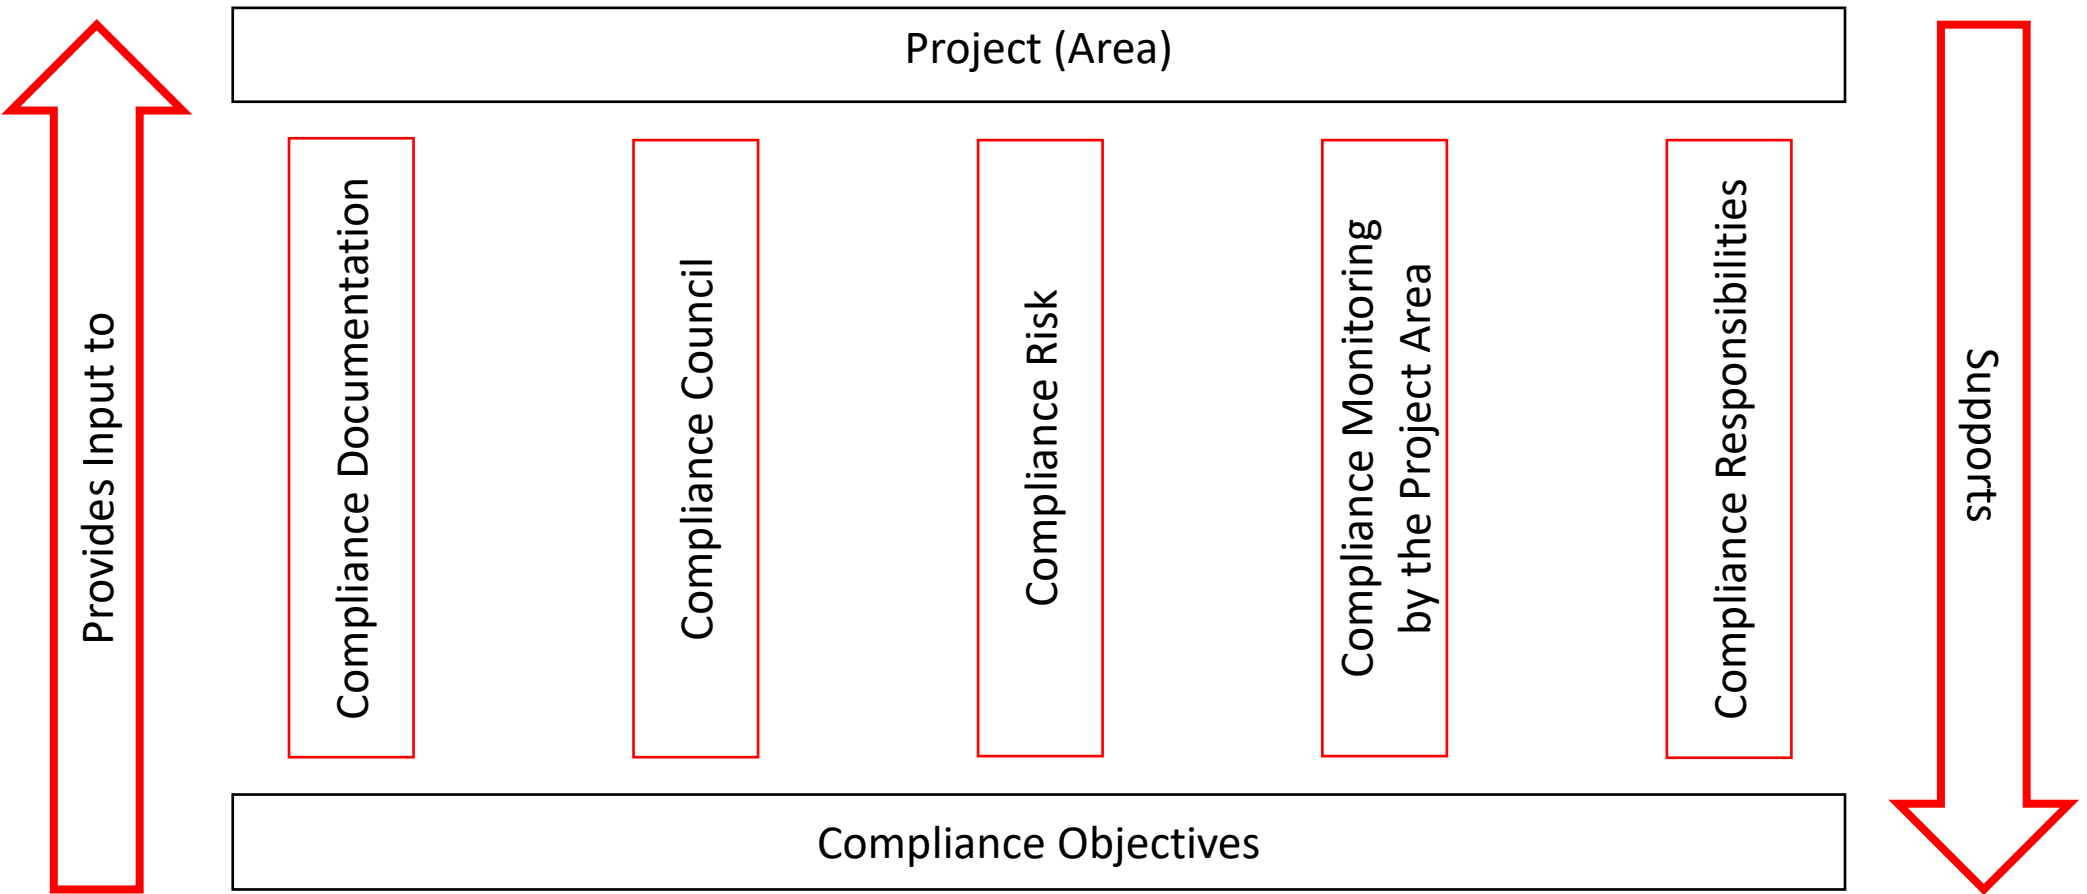 Project (Area)
Provides Input to
Compliance Documentation
Compliance Council
Compliance Risk
Compliance Monitoring
by the Project Area
Compliance Responsibilities
Supports
Compliance Objectives